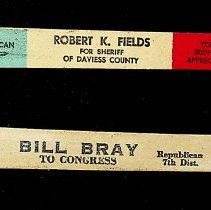 ROBERT K. FIELDS
FOR SHERIFF
OF DAVIESS COUNTY
BILL BRAY
TO CONGRESS
Republican
7th Dist.